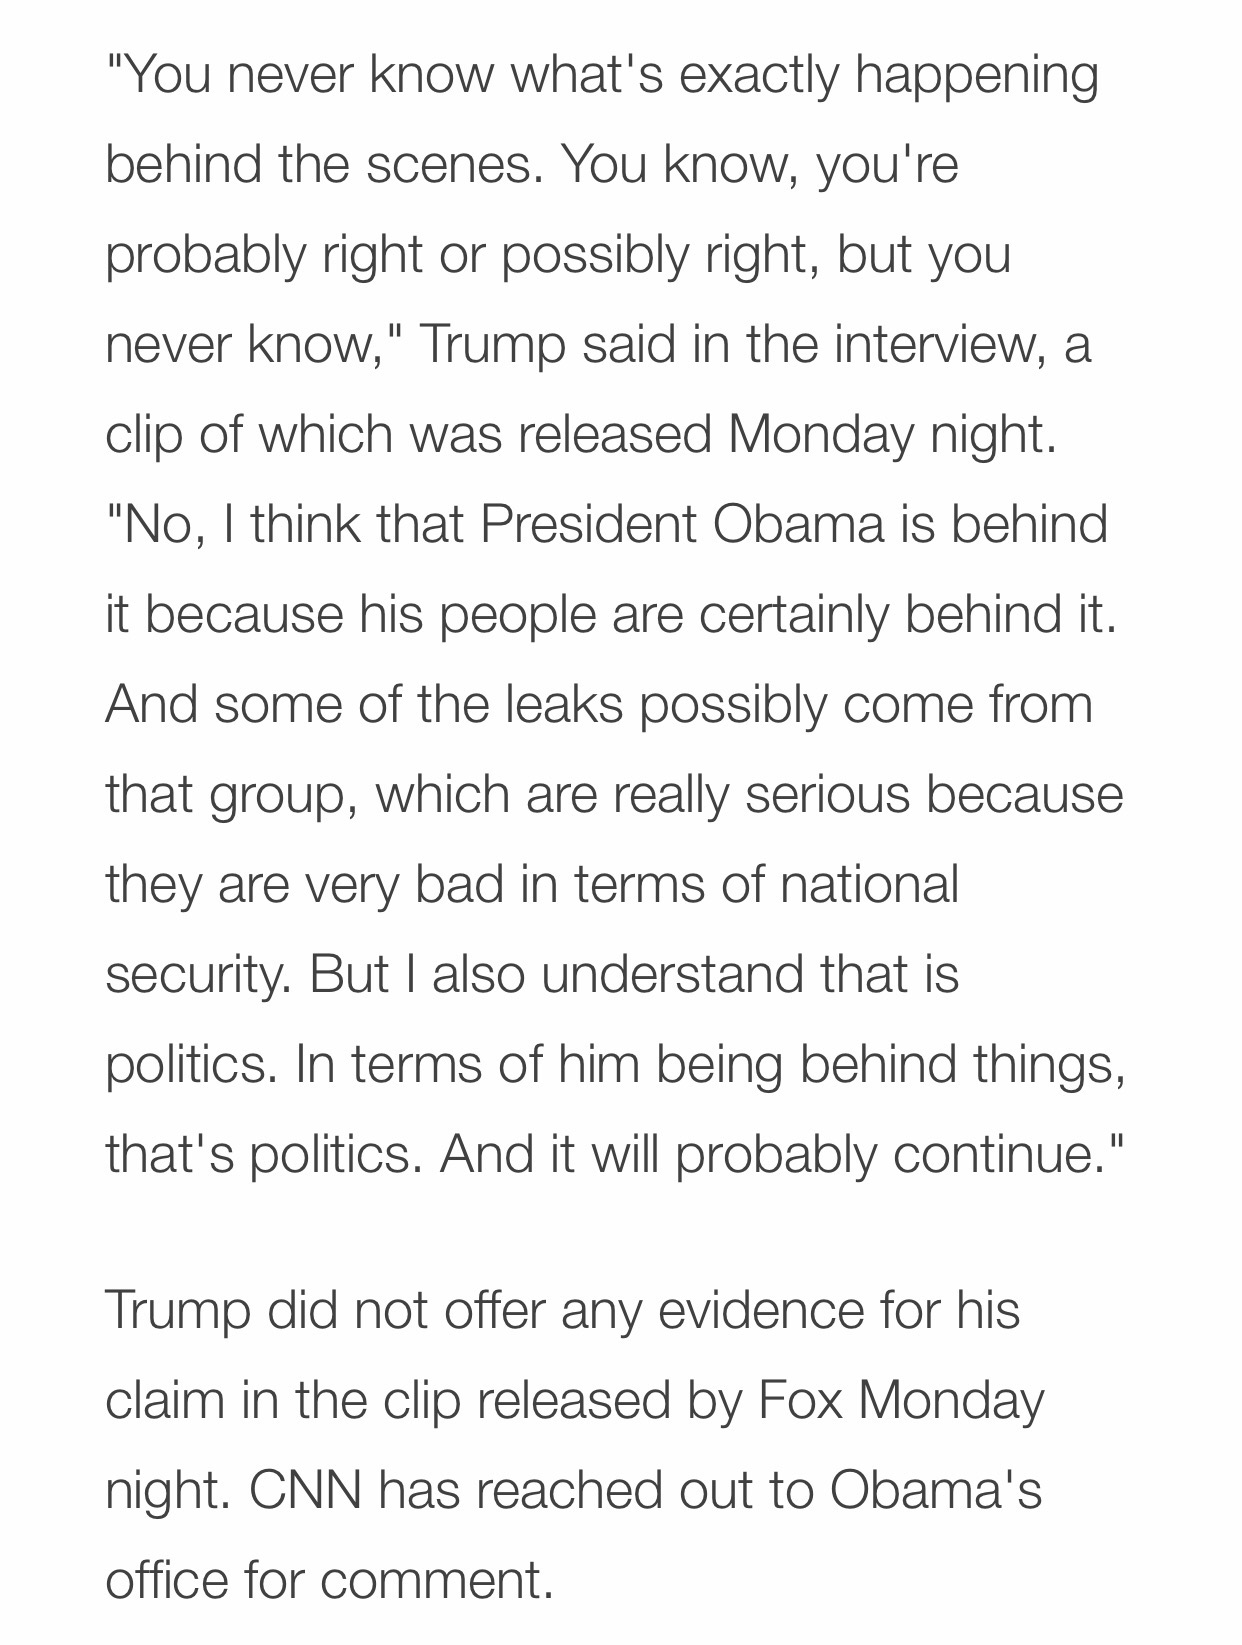 "You never know what's exactly happening
behind the scenes. You know, you're
probably right or possibly right, but you
never know," Trump said in the interview, a
clip of which was released Monday night.
"No, I think that President Obama is behind
it because his people are certainly behind it.
And some of the leaks possibly come from
that group, which are really serious because
they are very bad in terms of national
security. But I also understand that is
politics. In terms of him being behind things,
that's politics. And it will probably continue."
Trump did not offer any evidence for his
claim in the clip released by Fox Monday
night. CNN has reached out to Obama's
office for comment.